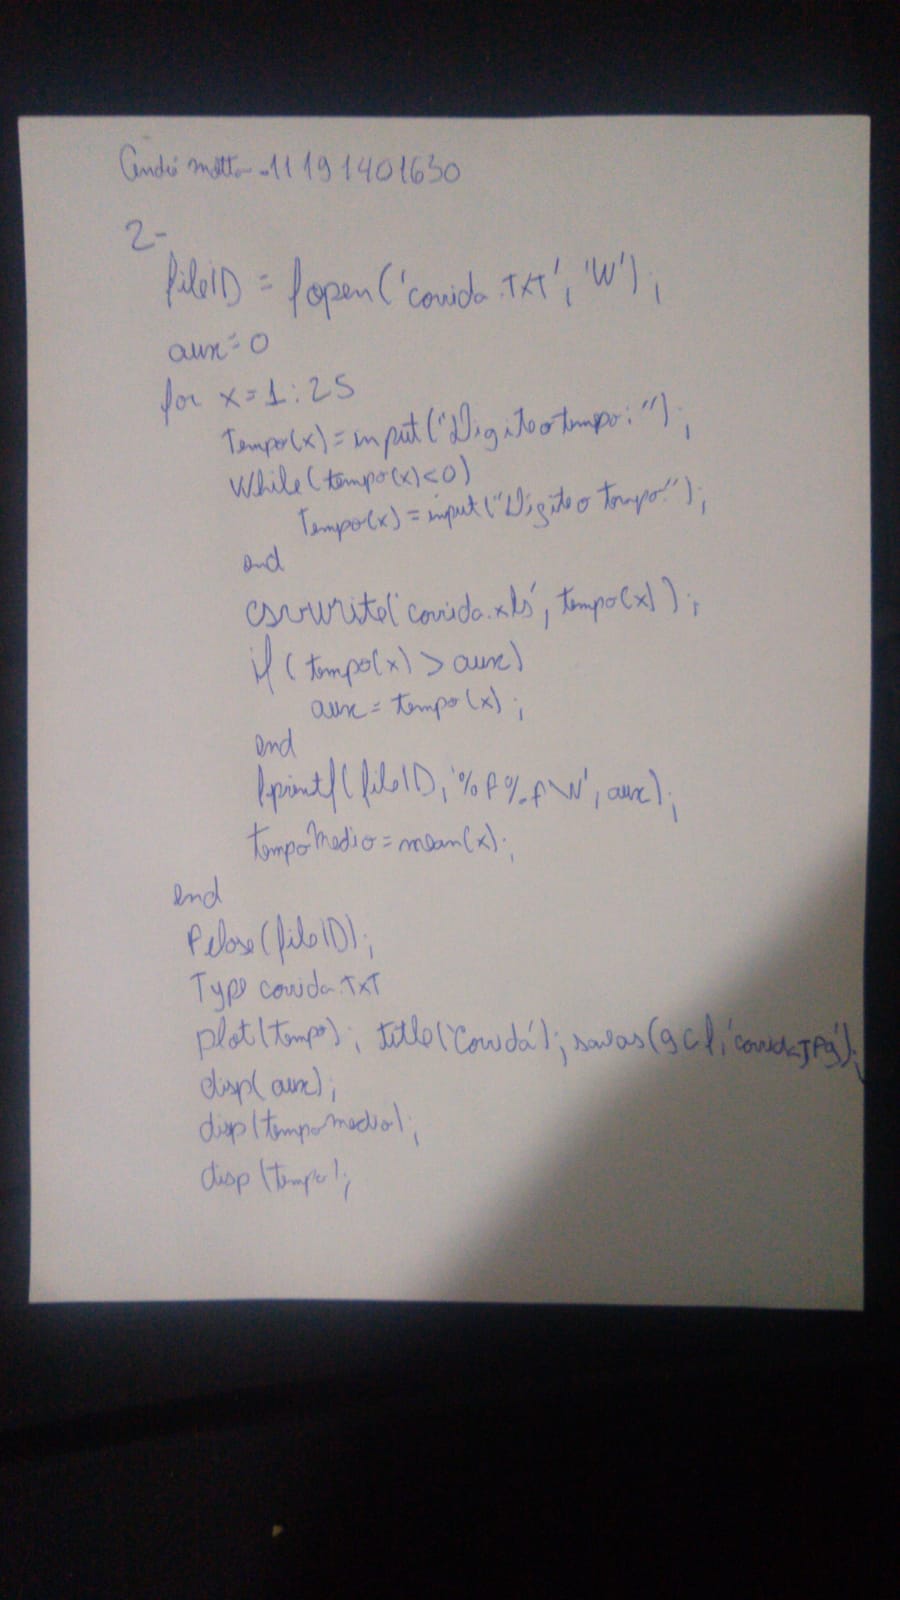 André Motta - 11191401630
2-
fileID = fopen('corrida.TXT', 'W');
aux=0
for x=1:25
Tempo(x)=input("Digite o tempo:");
While(tempo(x)<0)
Tempo(x)=input("Digite o tempo:");
end
csvwrite('corrida.xls', tempo(x));
if(tempo(x)>aux)
aux=tempo(x);
end
fprintf(fileID,'%f%f\N',aux);
tempoMedio=mean(x);
end
Fclose(fileID);
Type corrida.TXT
plot(tempo); title('Corrida'); saveas(gcf,'corrida.Jpg');
disp(aux);
disp(tempoMedio);
disp(tempo);